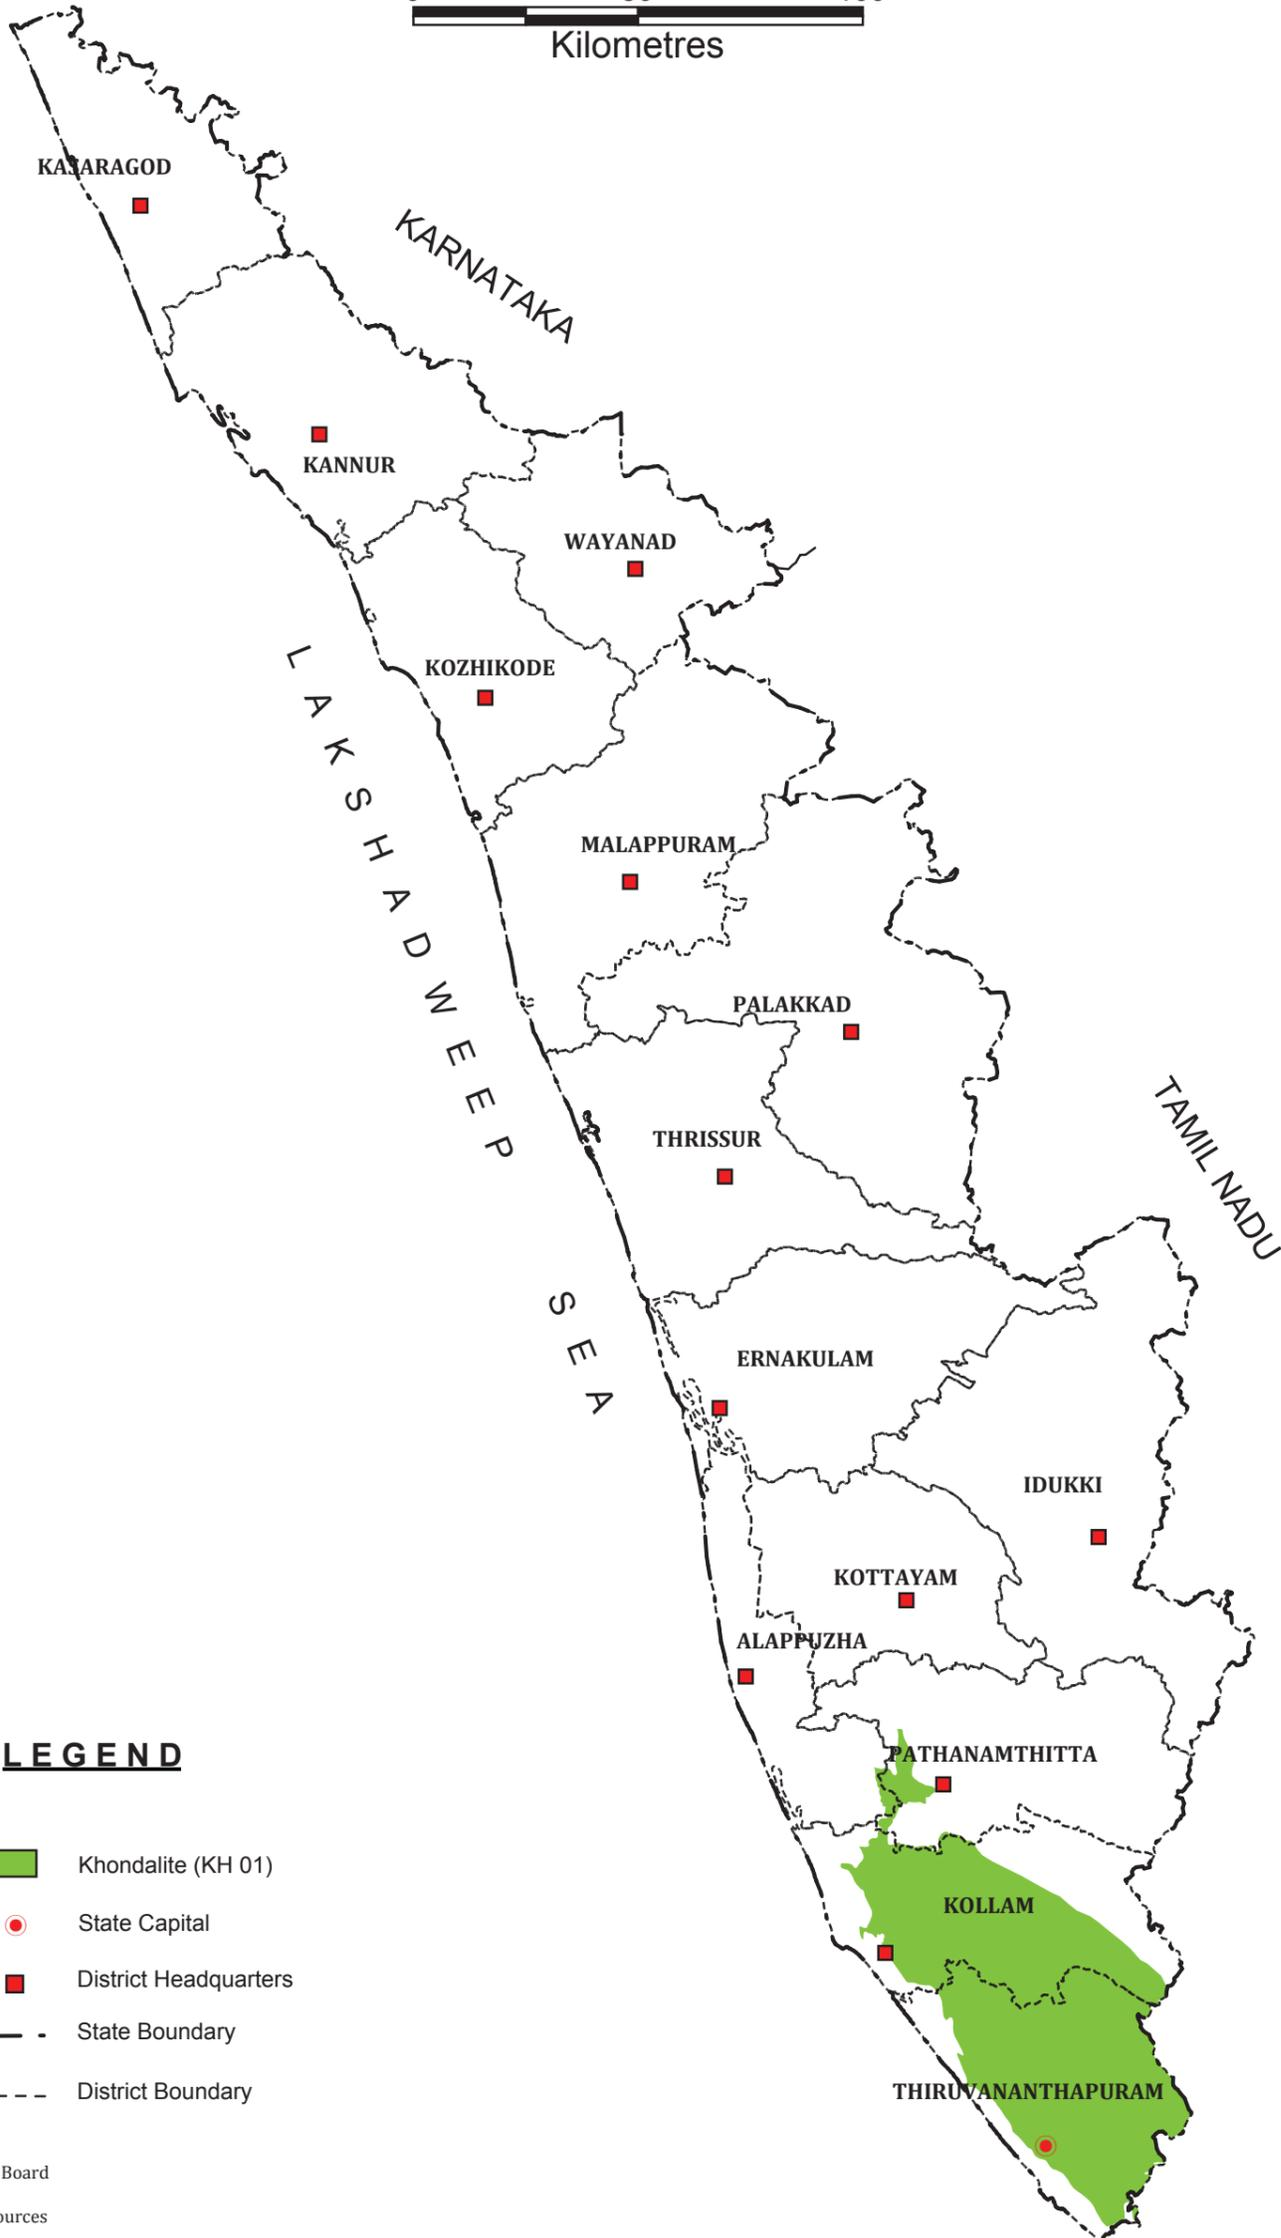 Kilometres
KASARAGOD
KARNATAKA
KANNUR
WAYANAD
KOZHIKODE
LAKSHADWEEP SEA
MALAPPURAM
PALAKKAD
TAMIL NADU
THRISSUR
ERNAKULAM
IDUKKI
KOTTAYAM
ALAPPUZHA
PATHANAMTHITTA
KOLLAM
THIRUVANANTHAPURAM
LEGEND
Khondalite (KH 01)
State Capital
District Headquarters
State Boundary
District Boundary
Board
ources